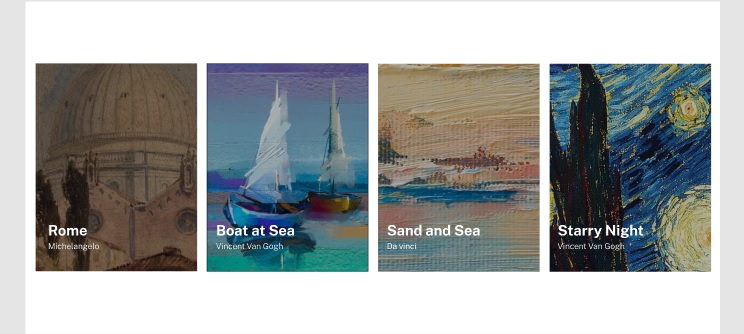 Rome
Michelangelo
Boat at Sea
Vincent Van Gogh
Sand and Sea
Da vinci
Starry Night
Vincent Van Gogh